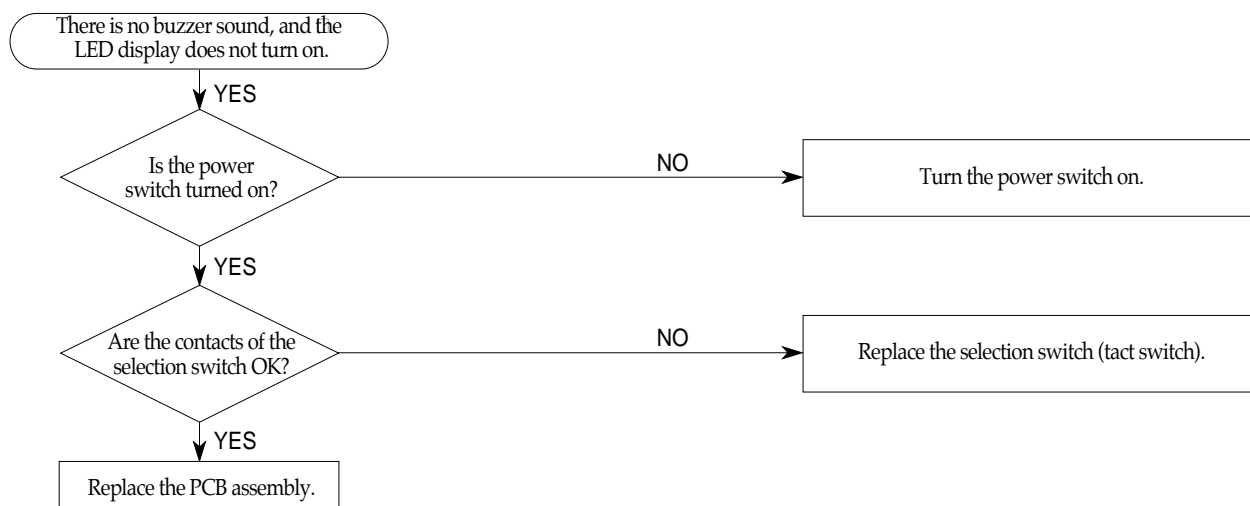 There is no buzzer sound, and the
LED display does not turn on.
YES
Is the power
switch turned on?
NO
Turn the power switch on.
YES
Are the contacts of the
selection switch OK?
NO
Replace the selection switch (tact switch).
YES
Replace the PCB assembly.